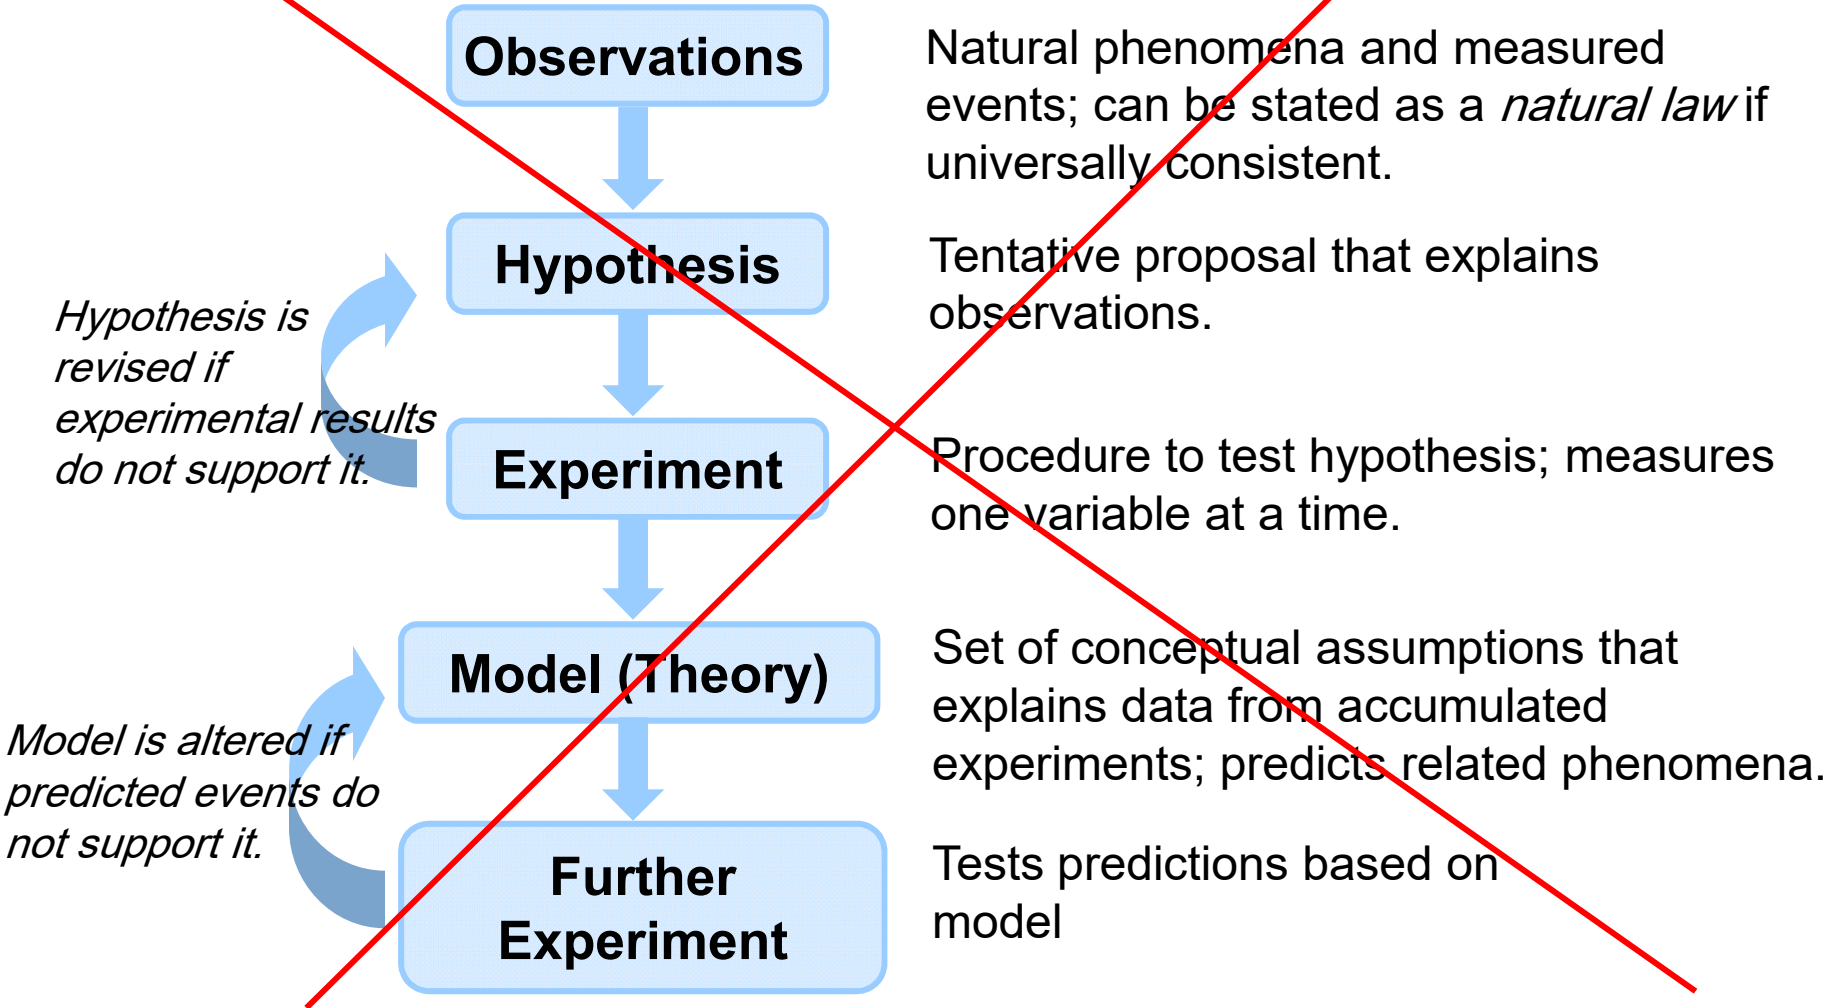 Observations
Natural phenomena and measured
events; can be stated as a natural law if
universally consistent.
Hypothesis
Tentative proposal that explains
observations.
Hypothesis is
revised if
experimental results
do not support it.
Experiment
Procedure to test hypothesis; measures
one variable at a time.
Model (Theory)
Set of conceptual assumptions that
explains data from accumulated
experiments; predicts related phenomena.
Model is altered if
predicted events do
not support it.
Further
Experiment
Tests predictions based on
model